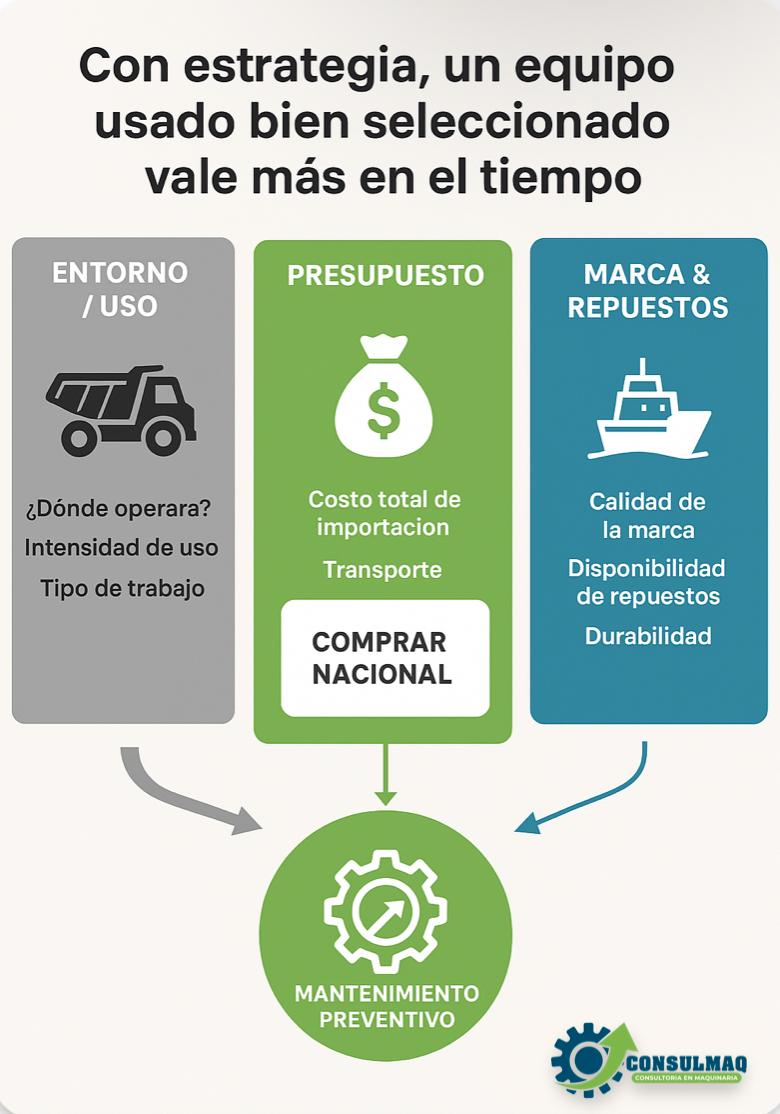 Con estrategia, un equipo
usado bien seleccionado
vale más en el tiempo
ENTORNO
/ USO
¿Dónde operara?
Intensidad de uso
Tipo de trabajo
PRESUPUESTO
$
Costo total de
importacion
Transporte
COMPRAR
NACIONAL
MARCA &
REPUESTOS
Calidad de
la marca
Disponibilidad
de repuestos
Durabilidad
MANTENIMIENTO
PREVENTIVO
CONSULMAQ
CONSULTORÍA EN MAQUINARIA